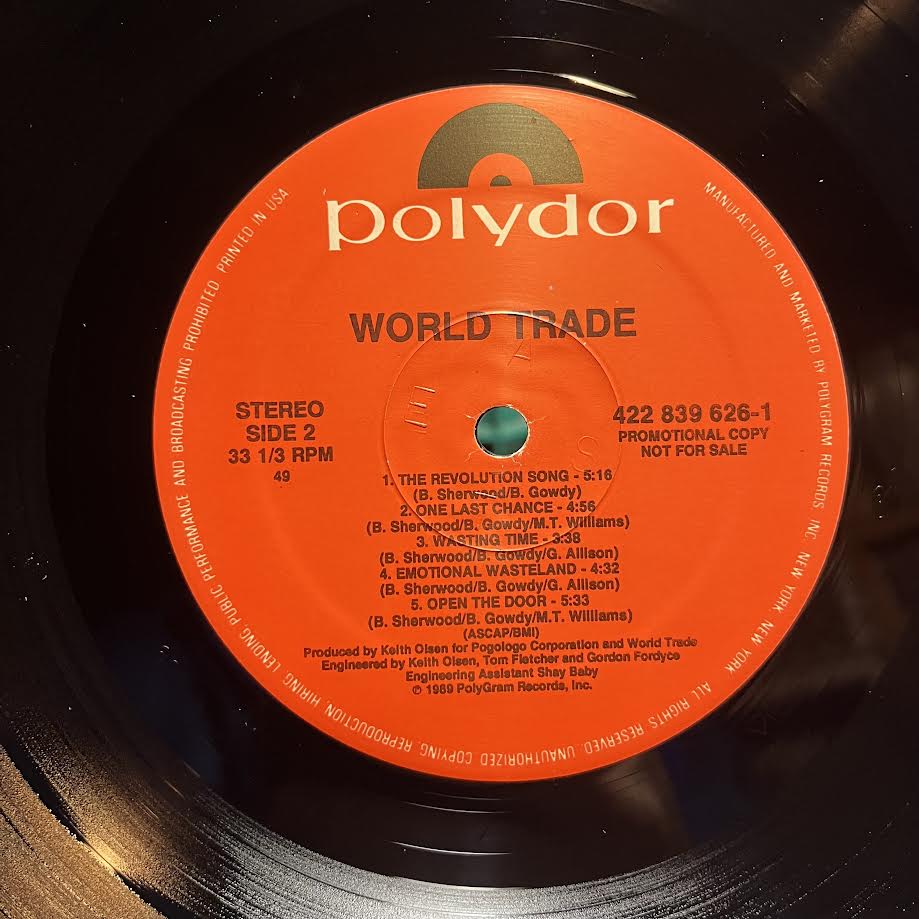 polydor
WORLD TRADE
STEREO
SIDE 2
33 1/3 RPM
49
422 839 626-1
PROMOTIONAL COPY
NOT FOR SALE
1. THE REVOLUTION SONG - 5:16
(B. Sherwood/B. Gowdy)
2. ONE LAST CHANCE - 4:56
(B. Sherwood/B. Gowdy/M.T. Williams)
3. WASTING TIME - 3:38
(B. Sherwood/B. Gowdy/G. Allison)
4. EMOTIONAL WASTELAND - 4:32
(B. Sherwood/B. Gowdy/G. Allison)
5. OPEN THE DOOR - 5:33
(B. Sherwood/B. Gowdy/M.T. Williams)
(ASCAP/BMI)
Produced by Keith Olsen for Pogologo Corporation and World Trade
Engineered by Keith Olsen, Tom Fletcher and Gordon Fordyce
Engineering Assistant Shay Baby
℗ 1989 PolyGram Records, Inc.
MANUFACTURED AND MARKETED BY POLYGRAM RECORDS, INC. NEW YORK, NEW YORK ALL RIGHTS RESERVED. UNAUTHORIZED COPYING, REPRODUCTION, HIRING, LENDING, PUBLIC PERFORMANCE AND BROADCASTING PROHIBITED PRINTED IN USA